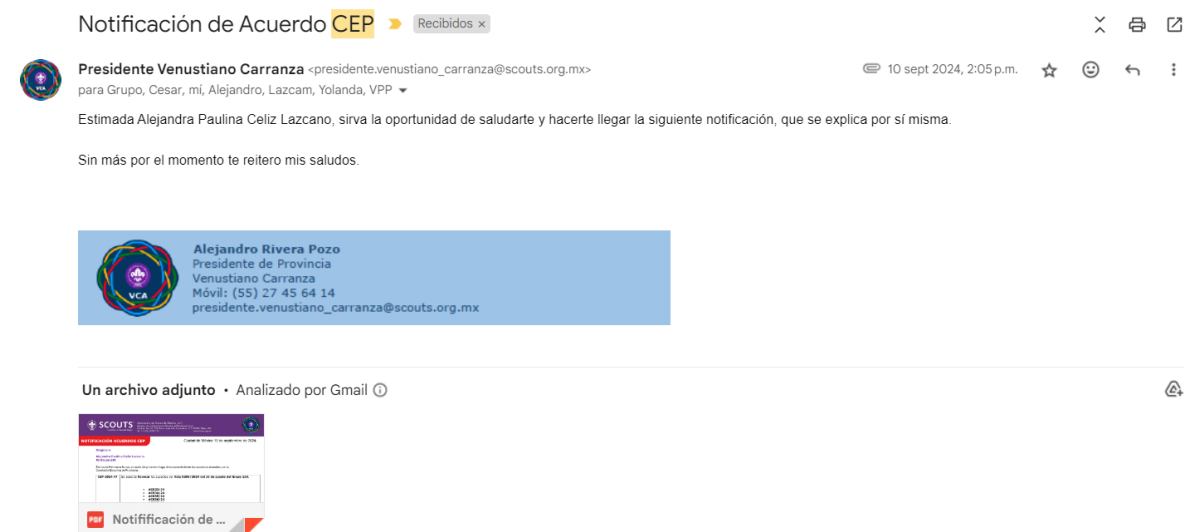 Notificación de Acuerdo CEP Recibidos ×
Presidente Venustiano Carranza <presidente.venustiano_carranza@scouts.org.mx> 10 sept 2024, 2:05 p.m.
para Grupo, Cesar, mí, Alejandro, Lazcam, Yolanda, VPP
VCA
Estimada Alejandra Paulina Celiz Lazcano, sirva la oportunidad de saludarte y hacerte llegar la siguiente notificación, que se explica por sí misma.
Sin más por el momento te reitero mis saludos.
Alejandro Rivera Pozo
Presidente de Provincia
Venustiano Carranza
Móvil: (55) 27 45 64 14
presidente.venustiano_carranza@scouts.org.mx
VCA
Un archivo adjunto • Analizado por Gmail
SCOUTS
NOTIFICACIÓN ACUERDOS CEP
PDF Notifificación de ...